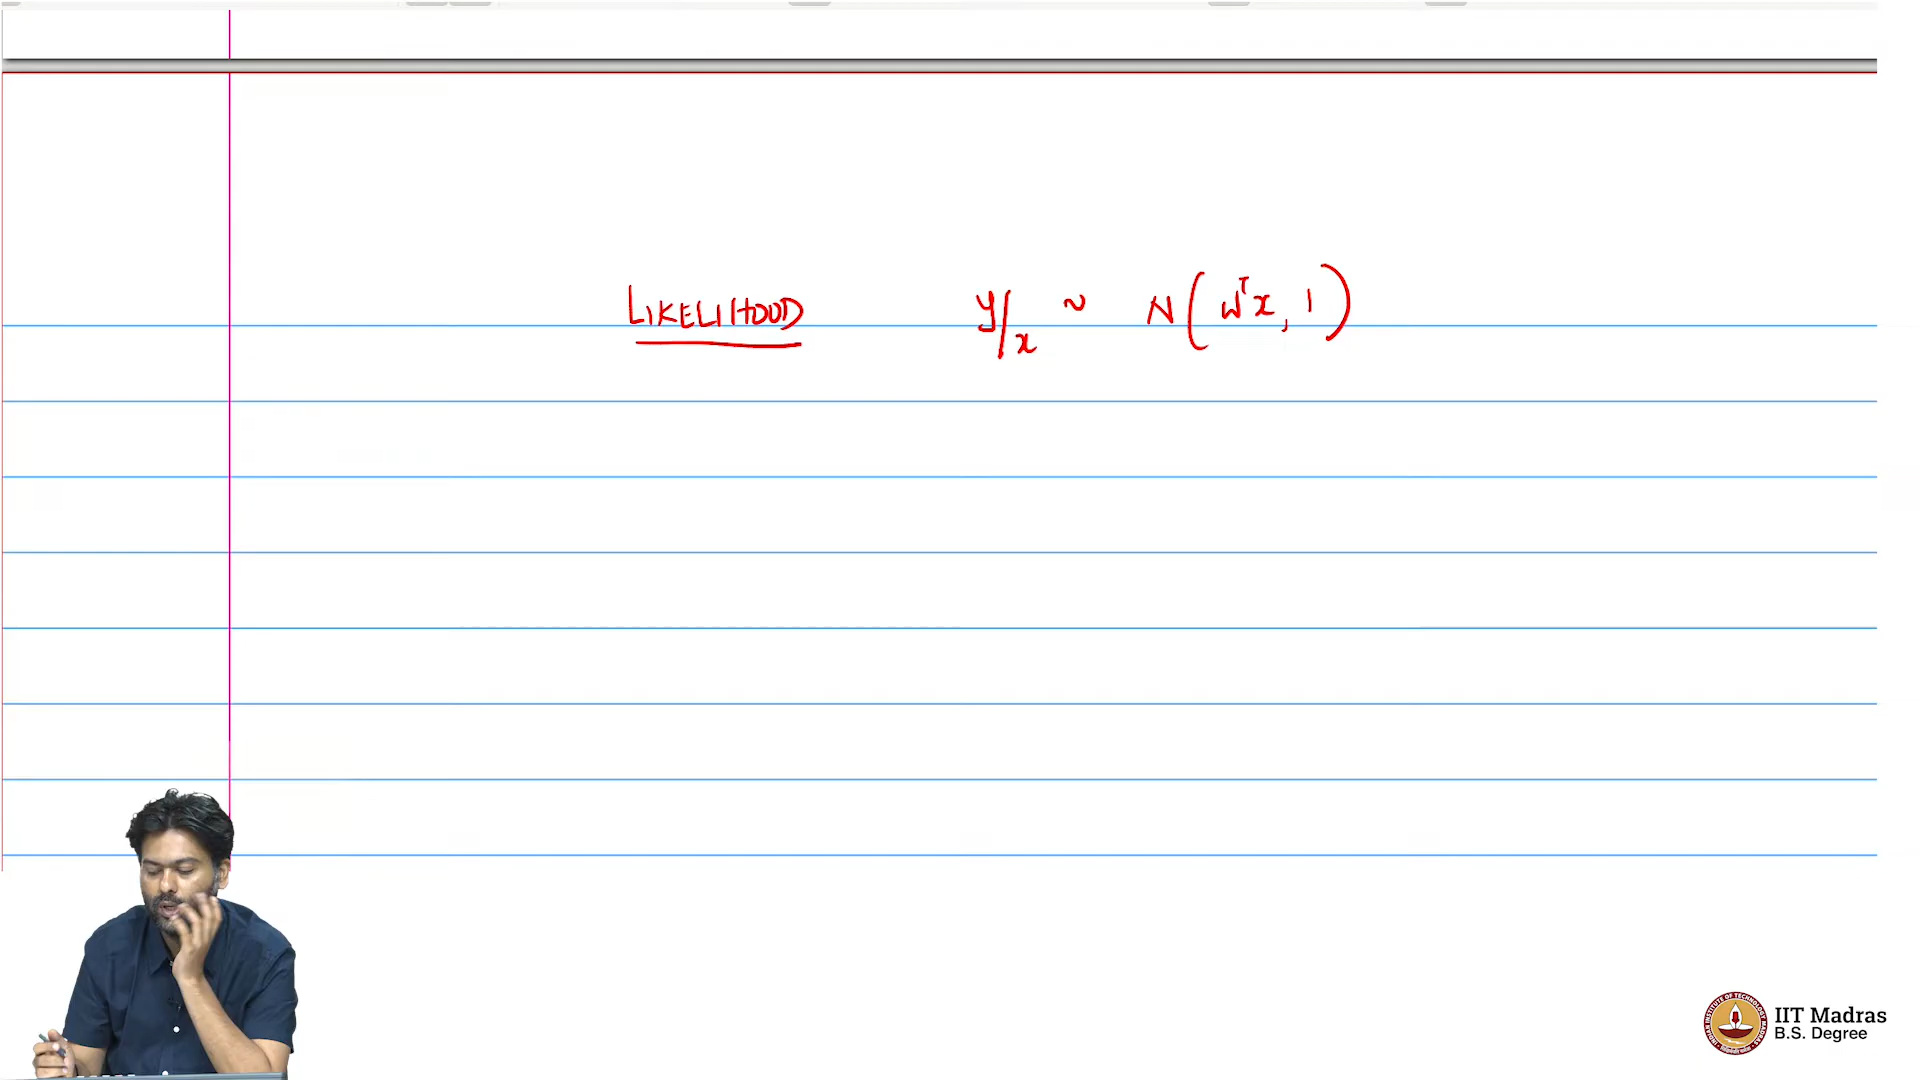 LIKELIHOOD y/x ~ N(wᵀx, 1)
IIT Madras
B.S. Degree